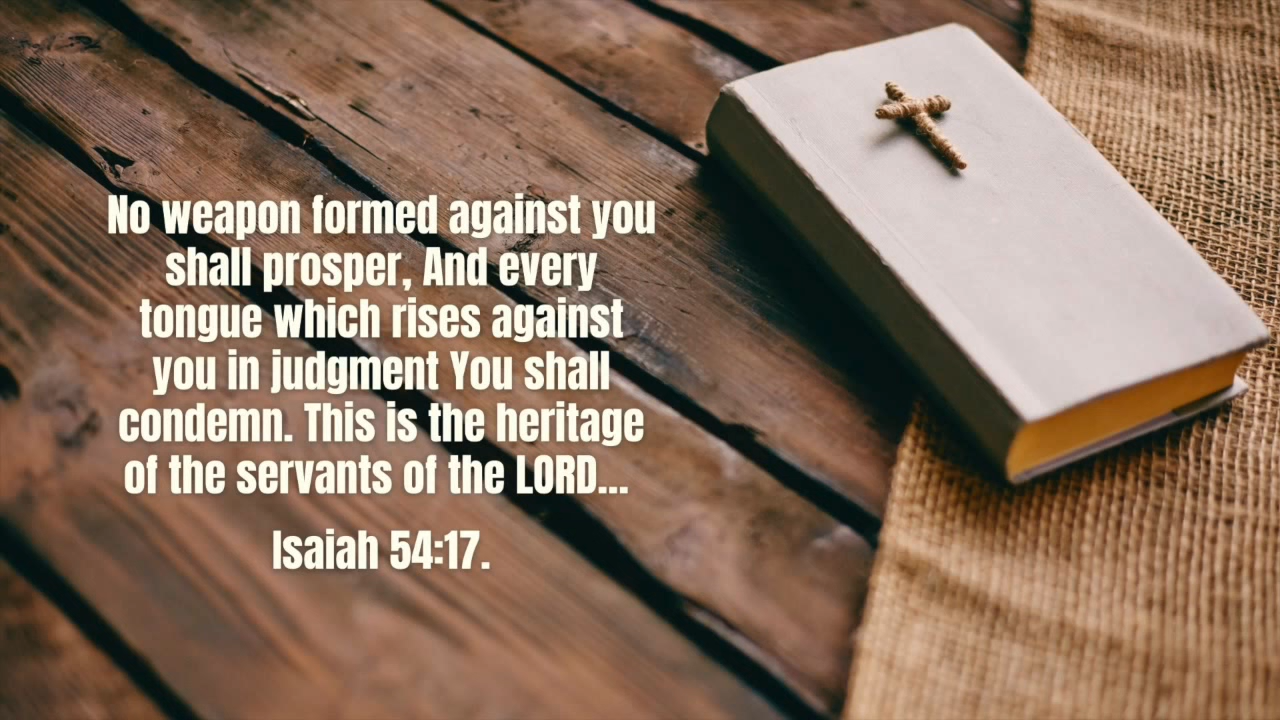 No weapon formed against you
shall prosper, And every
tongue which rises against
you in judgment You shall
condemn. This is the heritage
of the servants of the LORD...
Isaiah 54:17.